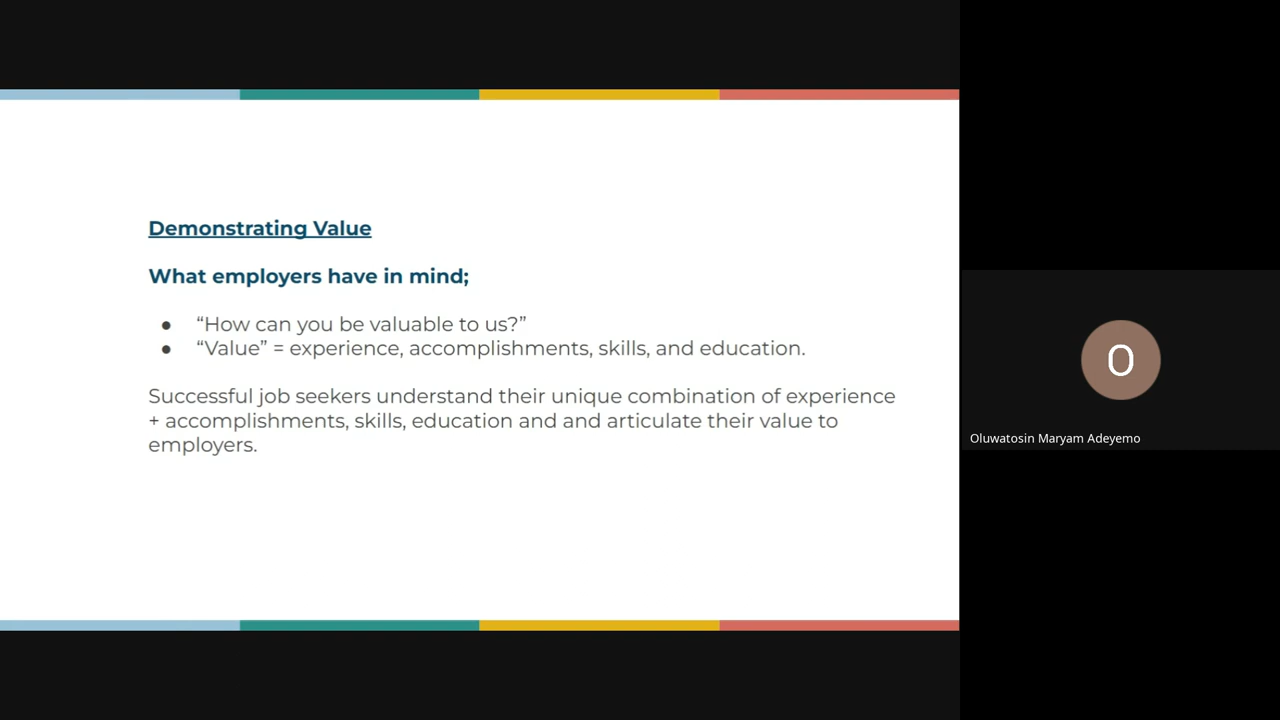 Demonstrating Value
What employers have in mind;
● “How can you be valuable to us?”
● “Value” = experience, accomplishments, skills, and education.
Successful job seekers understand their unique combination of experience
+ accomplishments, skills, education and and articulate their value to
employers.
O
Oluwatosin Maryam Adeyemo